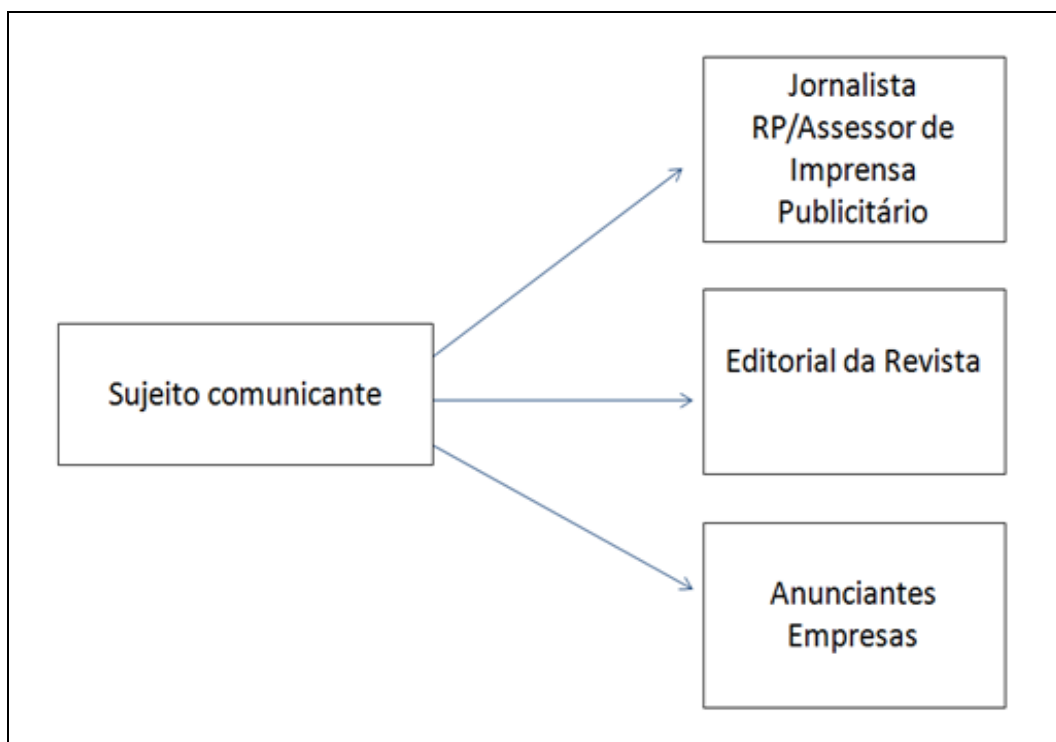 Jornalista
RP/Assessor de
Imprensa
Publicitário
Editorial da Revista
Sujeito comunicante
Anunciantes
Empresas